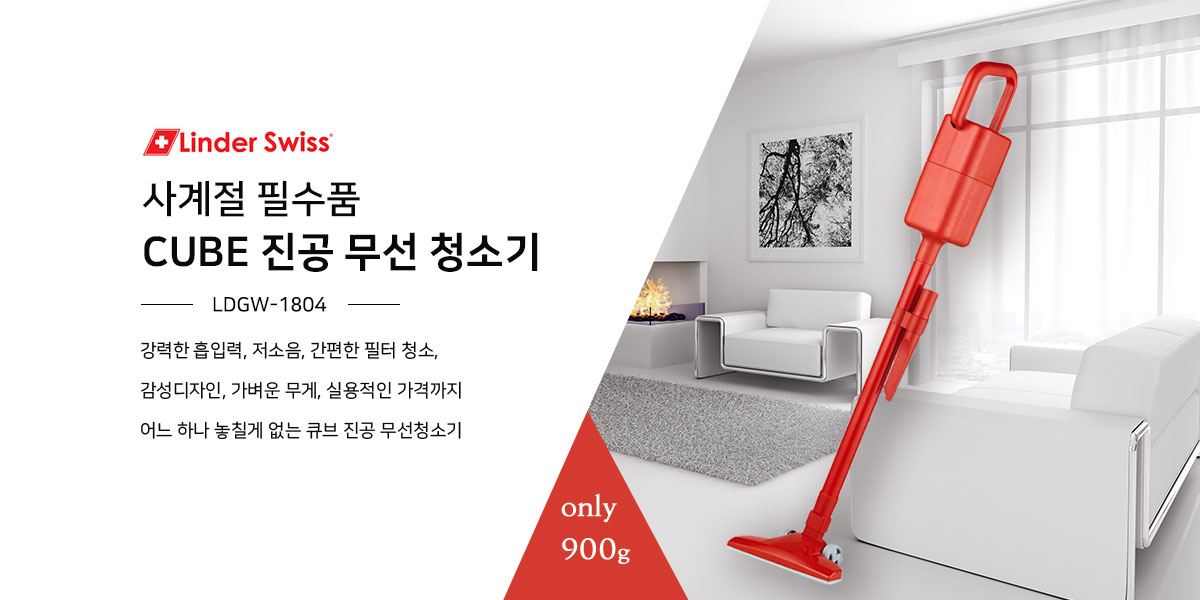 Linder Swiss
사계절 필수품
CUBE 진공 무선 청소기
LDGW-1804
강력한 흡입력, 저소음, 간편한 필터 청소,
감성디자인, 가벼운 무게, 실용적인 가격까지
어느 하나 놓칠게 없는 큐브 진공 무선청소기
only
900g